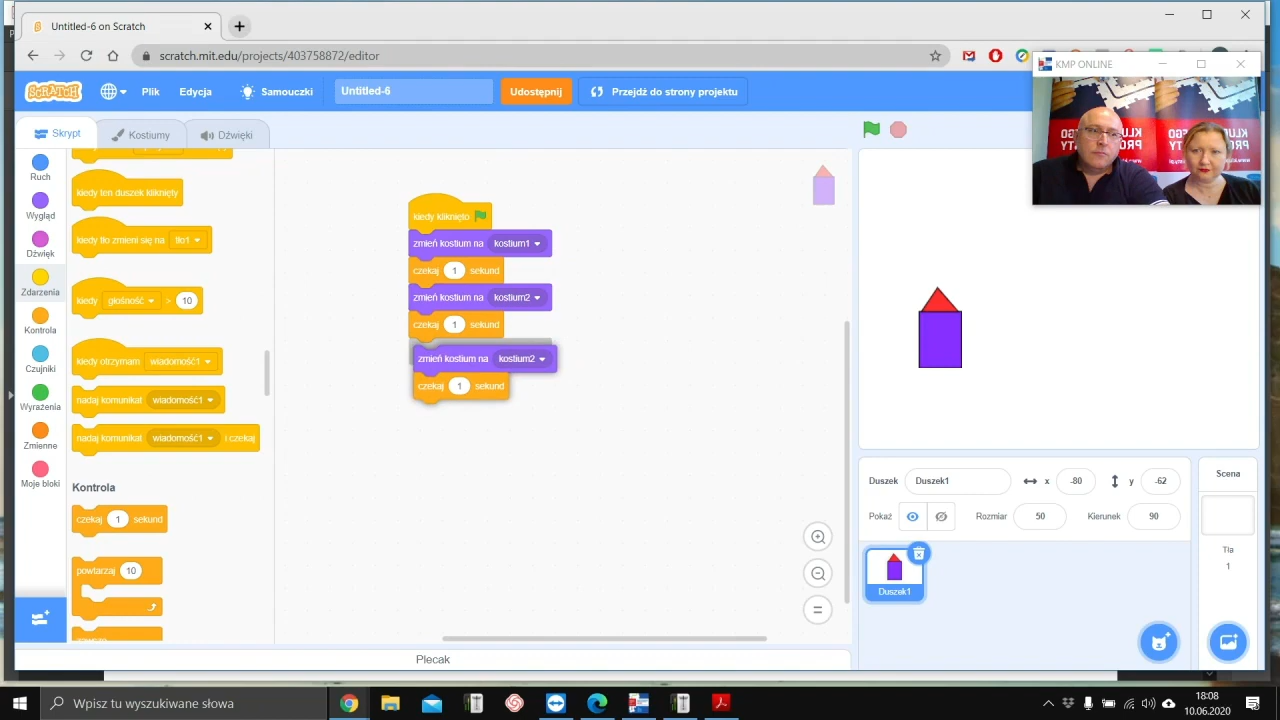 Untitled-6 on Scratch
scratch.mit.edu/projects/403758872/editor
KMP ONLINE
SCRATCH
Plik
Edycja
Samouczki
Untitled-6
Udostępnij
Przejdź do strony projektu
Skrypt
Kostiumy
Dźwięki
Ruch
Wygląd
Dźwięk
Zdarzenia
Kontrola
Czujniki
Wyrażenia
Zmienne
Moje bloki
kiedy ten duszek kliknięty
kiedy tło zmieni się na tło1
kiedy głośność > 10
kiedy otrzymam wiadomość1
nadaj komunikat wiadomość1
nadaj komunikat wiadomość1 i czekaj
Kontrola
czekaj 1 sekund
powtarzaj 10
kiedy kliknięto
zmień kostium na kostium1
czekaj 1 sekund
zmień kostium na kostium2
czekaj 1 sekund
zmień kostium na kostium2
czekaj 1 sekund
Duszek Duszek1 x -80 y -62
Pokaż Rozmiar 50 Kierunek 90
Duszek1
Scena
Tła
1
Plecak
Wpisz tu wyszukiwane słowa
18:08
10.06.2020